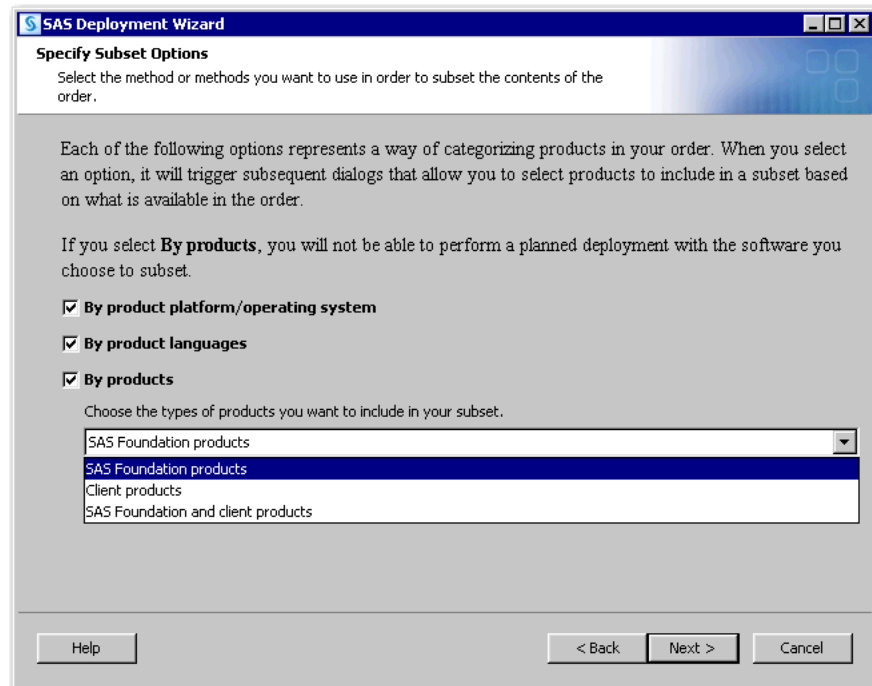 SAS Deployment Wizard
Specify Subset Options
Select the method or methods you want to use in order to subset the contents of the
order.
Each of the following options represents a way of categorizing products in your order. When you select
an option, it will trigger subsequent dialogs that allow you to select products to include in a subset based
on what is available in the order.
If you select By products, you will not be able to perform a planned deployment with the software you
choose to subset.
By product platform/operating system
By product languages
By products
Choose the types of products you want to include in your subset.
SAS Foundation products
SAS Foundation products
Client products
SAS Foundation and client products
Help
< Back
Next >
Cancel